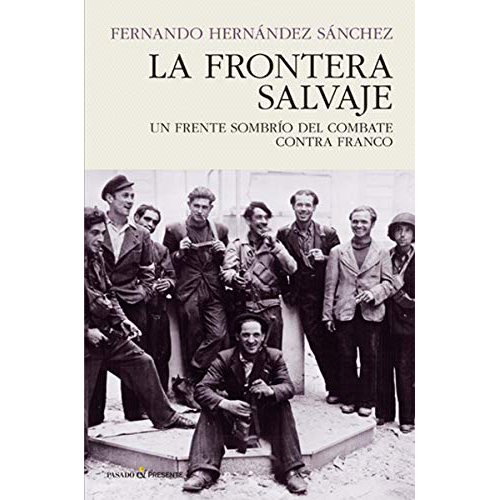 FERNANDO HERNÁNDEZ SÁNCHEZ
LA FRONTERA
SALVAJE
UN FRENTE SOMBRÍO DEL COMBATE
CONTRA FRANCO
PASADO & PRESENTE